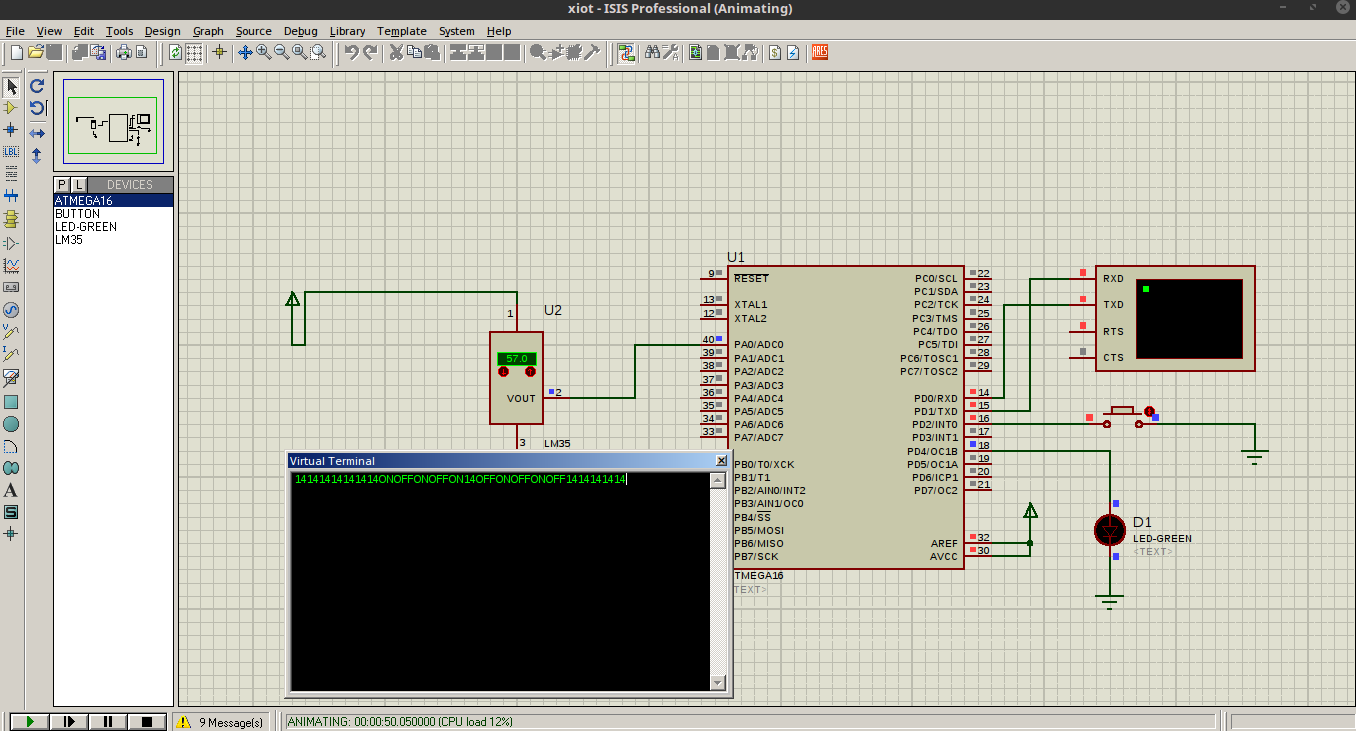 xiot - ISIS Professional (Animating)
File View Edit Tools Design Graph Source Debug Library Template System Help
ARES
LBL
P L DEVICES
ATMEGA16
BUTTON
LED-GREEN
LM35
U2
1
57.0
VOUT
2
3
LM35
U1
9 RESET
13 XTAL1
12 XTAL2
40 PA0/ADC0
39 PA1/ADC1
38 PA2/ADC2
37 PA3/ADC3
36 PA4/ADC4
35 PA5/ADC5
34 PA6/ADC6
33 PA7/ADC7
PB0/T0/XCK
PB1/T1
PB2/AIN0/INT2
PB3/AIN1/OC0
PB4/SS
PB5/MOSI
PB6/MISO
PB7/SCK
PC0/SCL 22
PC1/SDA 23
PC2/TCK 24
PC3/TMS 25
PC4/TDO 26
PC5/TDI 27
PC6/TOSC1 28
PC7/TOSC2 29
PD0/RXD 14
PD1/TXD 15
PD2/INT0 16
PD3/INT1 17
PD4/OC1B 18
PD5/OC1A 19
PD6/ICP1 20
PD7/OC2 21
AREF 32
AVCC 30
TMEGA16
TEXT>
RXD
TXD
RTS
CTS
D1
LED-GREEN
<TEXT>
Virtual Terminal
14141414141414ONOFFONOFFON14OFFONOFFONOFF1414141414
9 Message(s)
ANIMATING: 00:00:50.050000 (CPU load 12%)